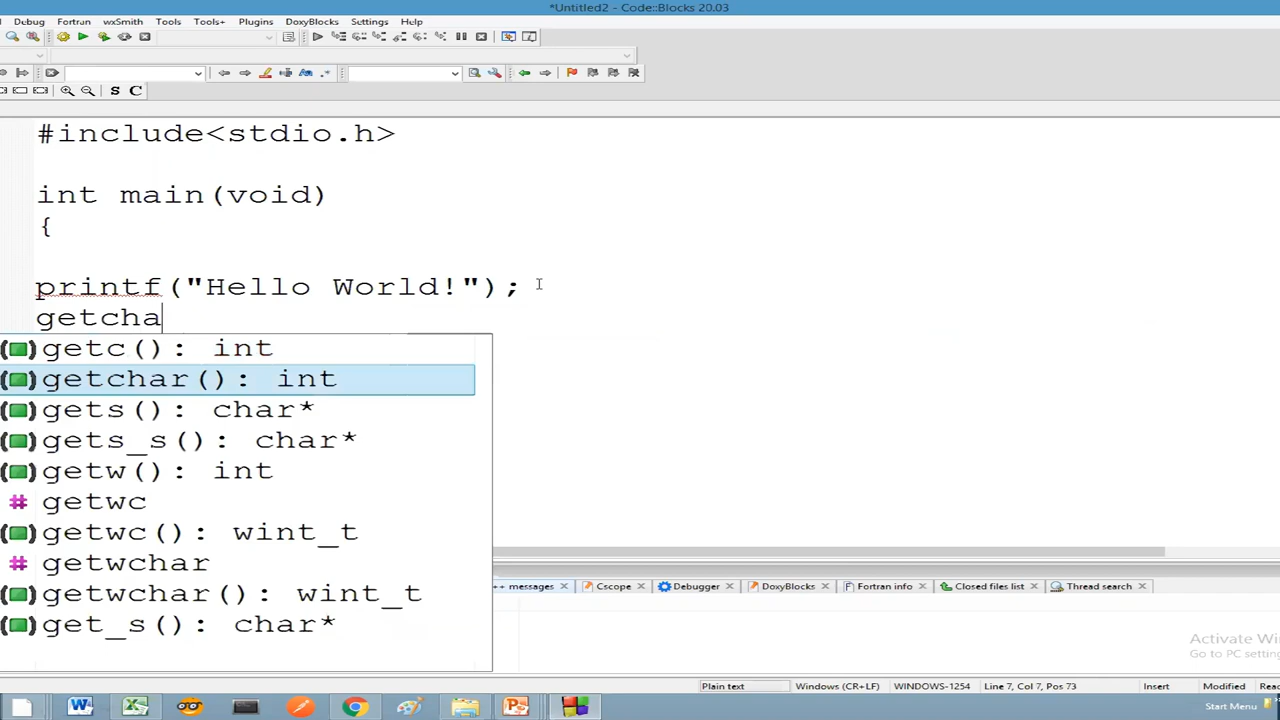 *Untitled2 - Code::Blocks 20.03
Debug Fortran wxSmith Tools Tools+ Plugins DoxyBlocks Settings Help
S C
#include<stdio.h>
int main(void)
{
printf("Hello World!");
getcha
getc(): int
getchar(): int
gets(): char*
gets_s(): char*
getw(): int
# getwc
getwc(): wint_t
# getwchar
getwchar(): wint_t
get_s(): char*
++ messages Cscope Debugger DoxyBlocks Fortran info Closed files list Thread search
Activate Wi
Go to PC setting
Plain text Windows (CR+LF) WINDOWS-1254 Line 7, Col 7, Pos 73 Insert Modified Rea
Start Menu